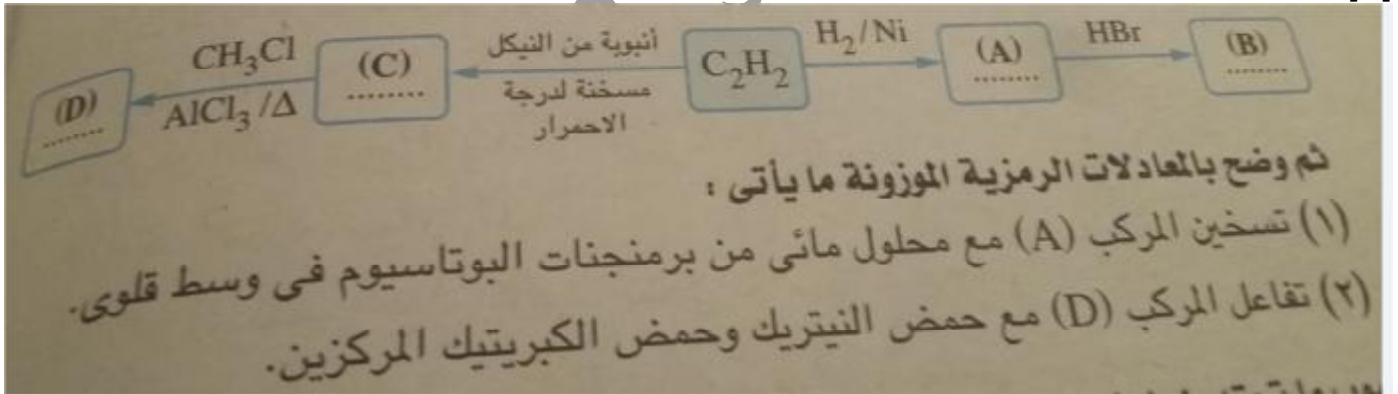 (D) ........ CH₃Cl AlCl₃/Δ (C) ........ أنبوبة من النيكل مسخنة لدرجة الاحمرار C₂H₂ H₂/Ni (A) ........ HBr (B) ........
ثم وضح بالمعادلات الرمزية الموزونة ما يأتى :
(١) تسخين المركب (A) مع محلول مائى من برمنجنات البوتاسيوم فى وسط قلوى.
(٢) تفاعل المركب (D) مع حمض النيتريك وحمض الكبريتيك المركزين.